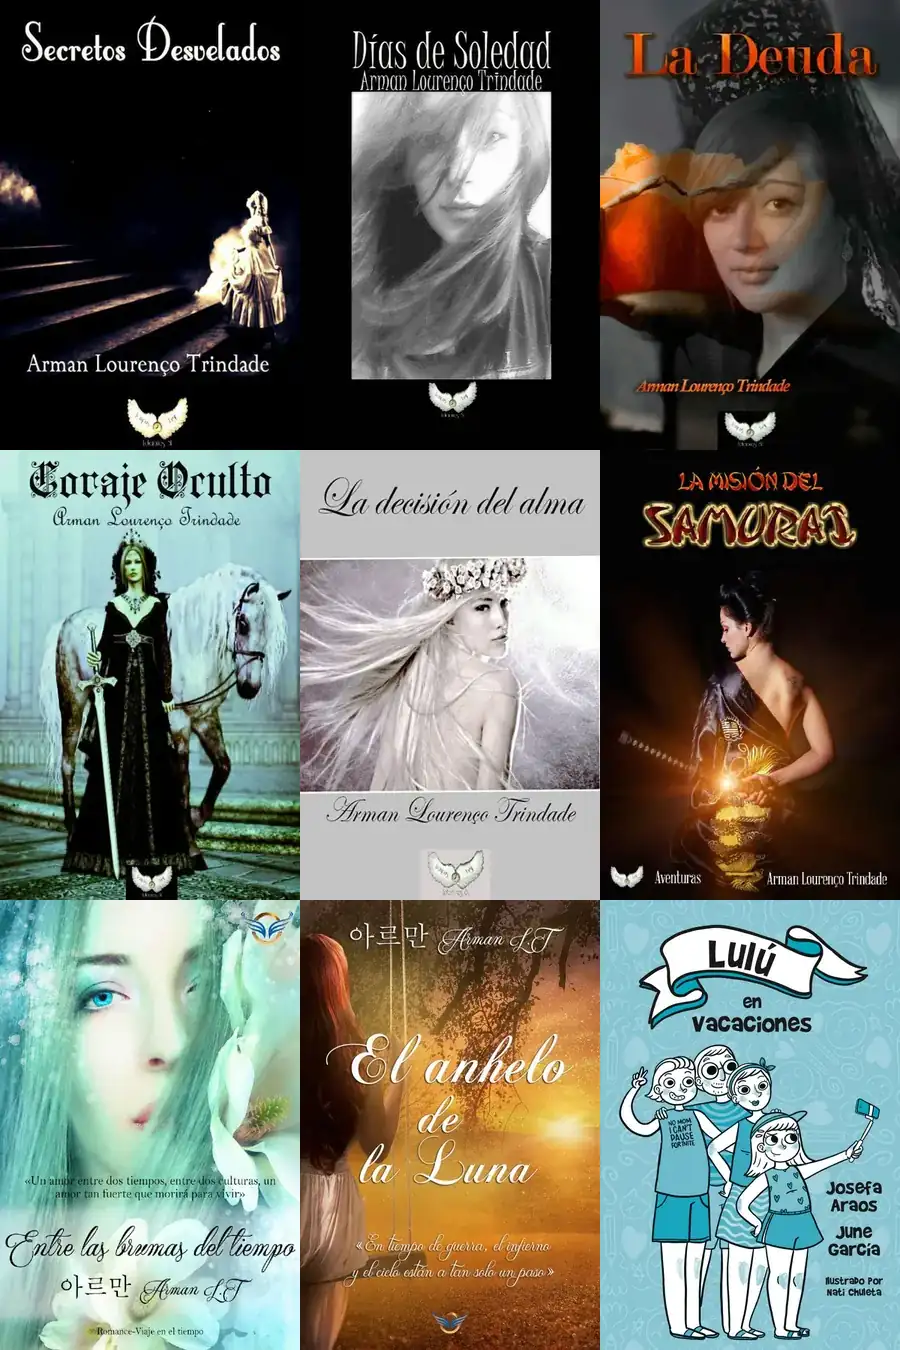 Secretos Desvelados
Arman Lourenço Trindade
Días de Soledad
Arman Lourenço Trindade
La Deuda
Arman Lourenço Trindade
Coraje Oculto
Arman Lourenço Trindade
La decisión del alma
Arman Lourenço Trindade
LA MISIÓN DEL
SAMURAI
Aventuras
Arman Lourenço Trindade
«Un amor entre dos tiempos, entre dos culturas, un
amor tan fuerte que morirá para vivir»
Entre las brumas del tiempo
아르만 Arman L.T
Romance-Viaje en el tiempo
아르만 Arman L.T
El anhelo
de
la Luna
«En tiempo de guerra, el infierno
y el cielo están a tan solo un paso»
Lulú
en
vacaciones
NO MOM
I CAN'T
PAUSE
FORTNITE
Josefa
Araos
June
García
Ilustrado por
Nati Chuleta